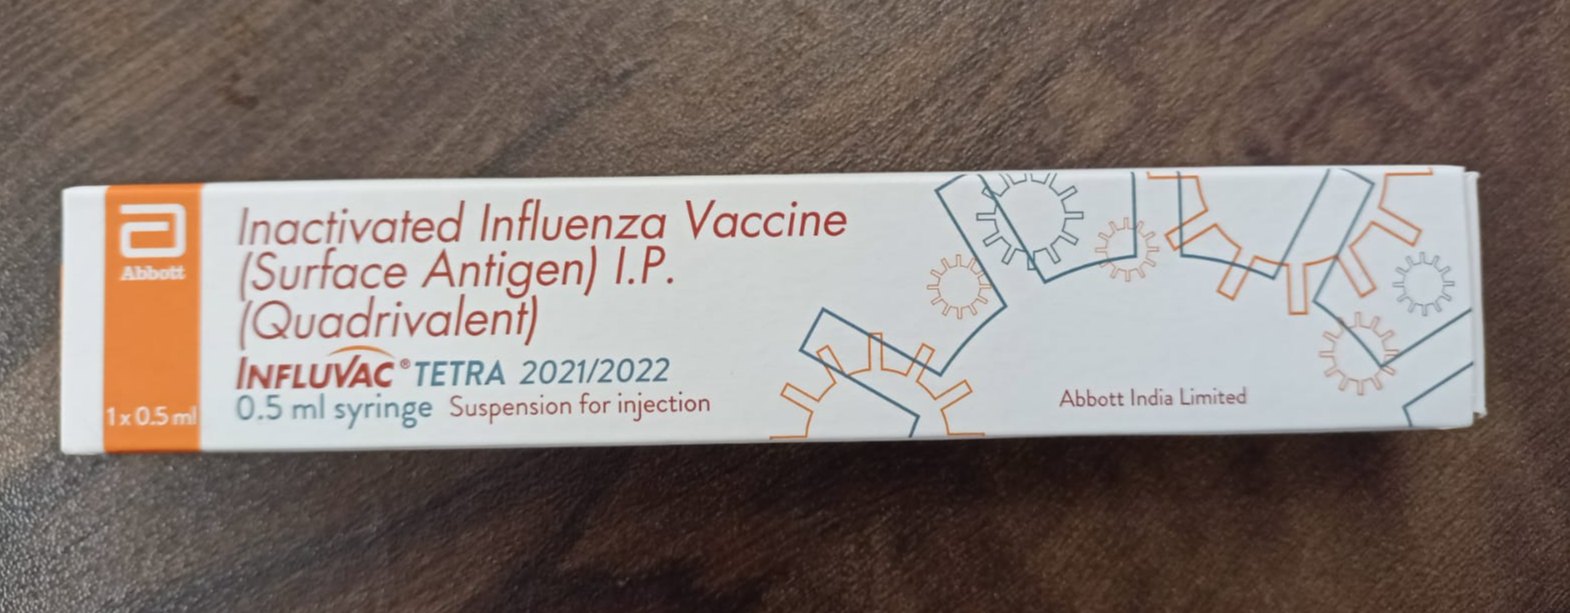 Abbott
1 x 0.5 ml
Inactivated Influenza Vaccine
(Surface Antigen) I.P.
(Quadrivalent)
INFLUVAC® TETRA 2021/2022
0.5 ml syringe Suspension for injection
Abbott India Limited